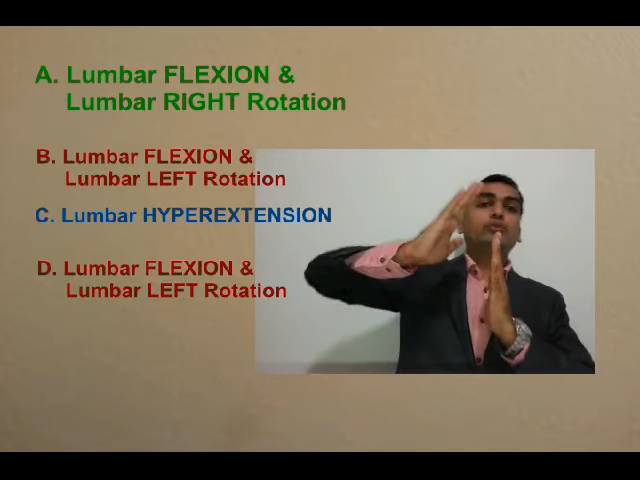 A. Lumbar FLEXION &
Lumbar RIGHT Rotation
B. Lumbar FLEXION &
Lumbar LEFT Rotation
C. Lumbar HYPEREXTENSION
D. Lumbar FLEXION &
Lumbar LEFT Rotation